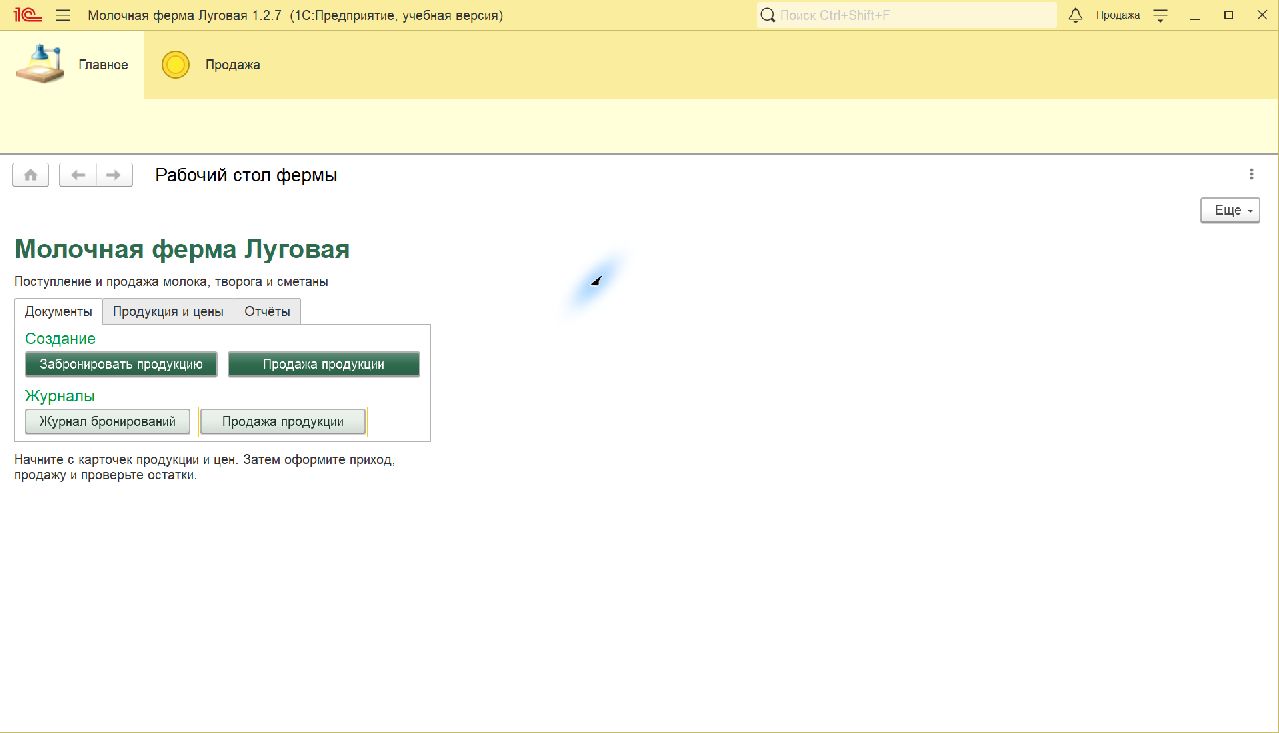 1С Молочная ферма Луговая 1.2.7 (1С:Предприятие, учебная версия) Поиск Ctrl+Shift+F Продажа
Главное Продажа
Рабочий стол фермы
Еще
Молочная ферма Луговая
Поступление и продажа молока, творога и сметаны
Документы Продукция и цены Отчёты
Создание
Забронировать продукцию Продажа продукции
Журналы
Журнал бронирований Продажа продукции
Начните с карточек продукции и цен. Затем оформите приход,
продажу и проверьте остатки.